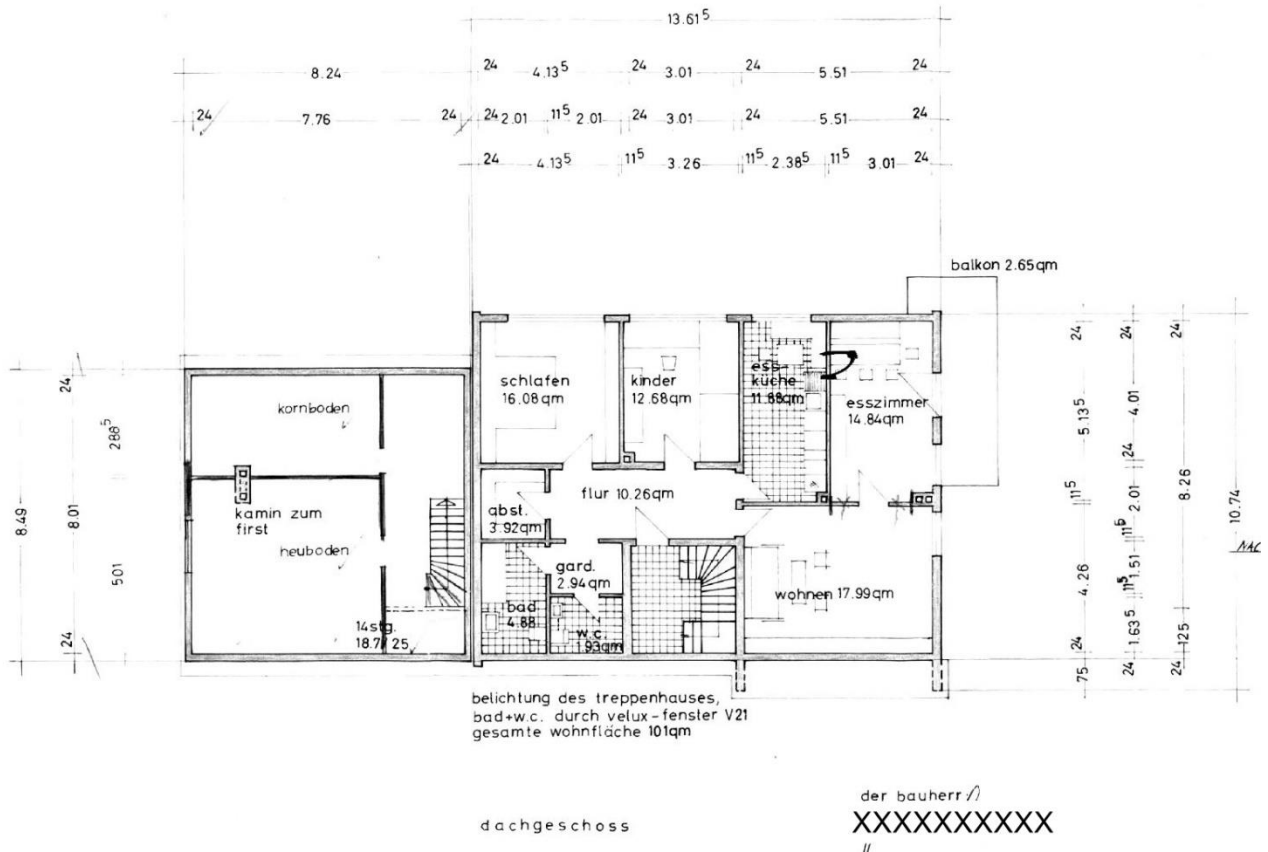 13.61⁵
8.24
24 4.13⁵ 24 3.01 24 5.51 24
24 7.76 24
24 2.01 11⁵ 2.01 24 3.01 24 5.51 24
24 4.13⁵ 11⁵ 3.26 11⁵ 2.38⁵ 11⁵ 3.01 24
balkon 2.65qm
schlafen
16.08qm
kinder
12.68qm
ess-
küche
11.88qm
esszimmer
14.84qm
kornboden
kamin zum
first
heuboden
14stg.
18.7/25
flur 10.26qm
abst.
3.92qm
gard.
2.94qm
bad
4.88
w.c.
1.93qm
wohnen 17.99qm
8.49
24
8.01
24
24
288⁵
501
24
24
5.13⁵
11⁵
4.26
24
75
24
4.01
24
2.01
11⁵
1.51
11⁵
1.63⁵
24
24
8.26
125
24
10.74
belichtung des treppenhauses,
bad+w.c. durch velux-fenster V21
gesamte wohnfläche 101qm
dachgeschoss
der bauherr:
XXXXXXXXXX